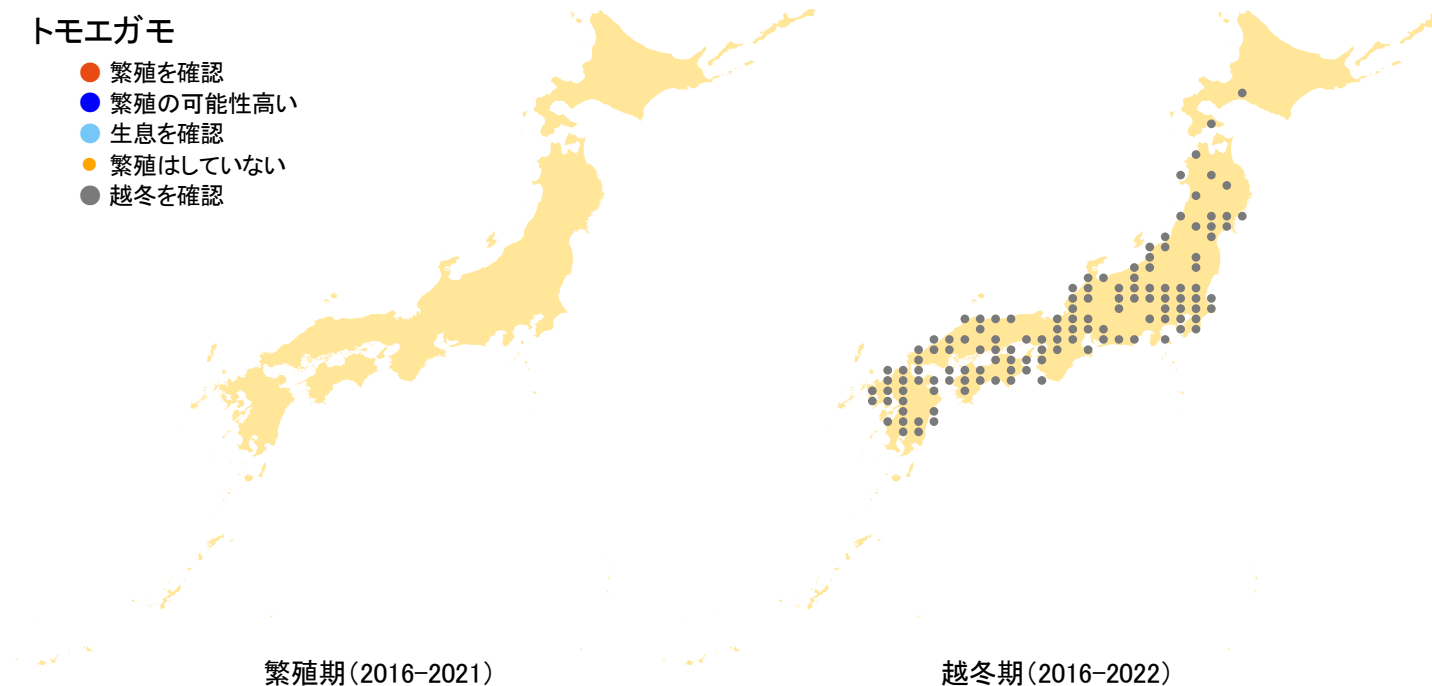 トモエガモ
繁殖を確認
繁殖の可能性高い
生息を確認
繁殖はしていない
越冬を確認
繁殖期(2016-2021)
越冬期(2016-2022)